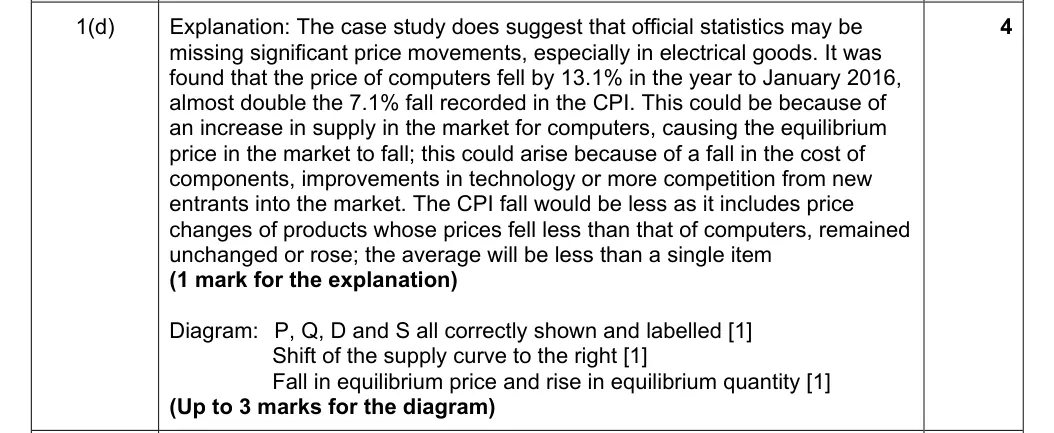 1(d)
Explanation: The case study does suggest that official statistics may be
missing significant price movements, especially in electrical goods. It was
found that the price of computers fell by 13.1% in the year to January 2016,
almost double the 7.1% fall recorded in the CPI. This could be because of
an increase in supply in the market for computers, causing the equilibrium
price in the market to fall; this could arise because of a fall in the cost of
components, improvements in technology or more competition from new
entrants into the market. The CPI fall would be less as it includes price
changes of products whose prices fell less than that of computers, remained
unchanged or rose; the average will be less than a single item
(1 mark for the explanation)
Diagram: P, Q, D and S all correctly shown and labelled [1]
Shift of the supply curve to the right [1]
Fall in equilibrium price and rise in equilibrium quantity [1]
(Up to 3 marks for the diagram)
4